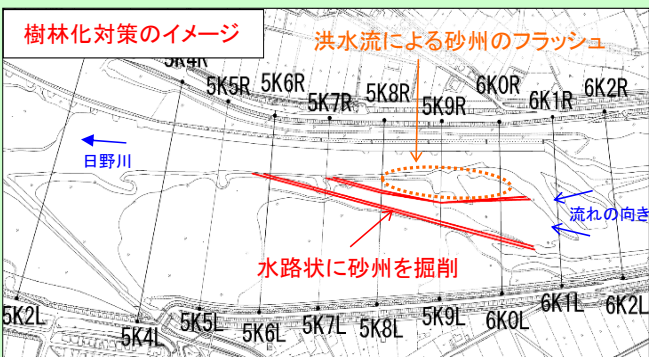 樹林化対策のイメージ
洪水流による砂州のフラッシュ
5K4R
5K5R
5K6R
5K7R
5K8R
5K9R
6K0R
6K1R
6K2R
日野川
流れの向き
水路状に砂州を掘削
5K2L
5K4L
5K5L
5K6L
5K7L
5K8L
5K9L
6K0L
6K1L
6K2L